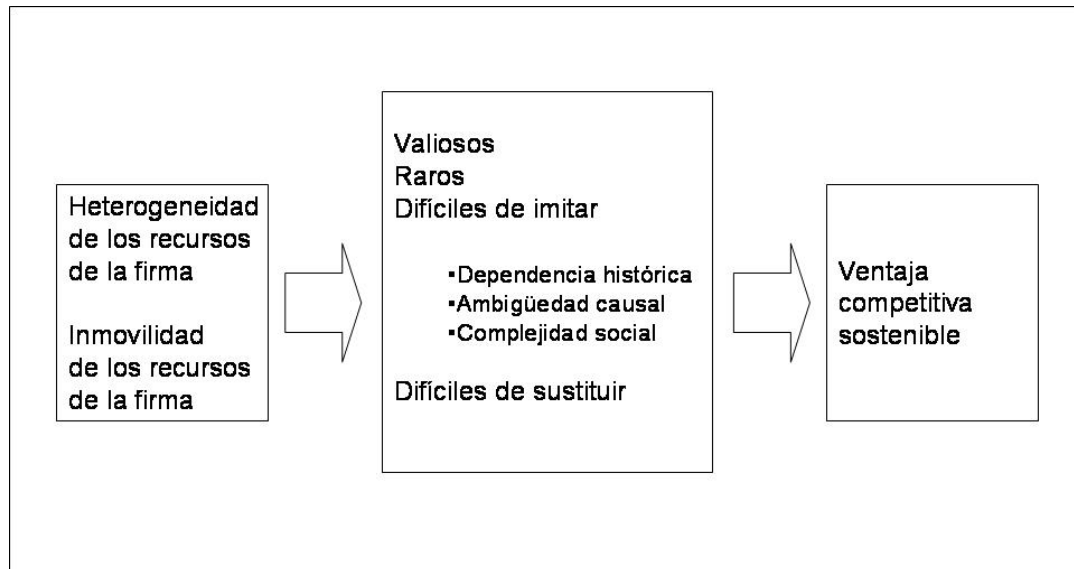 Heterogeneidad
de los recursos
de la firma
Inmovilidad
de los recursos
de la firma
Valiosos
Raros
Difíciles de imitar
▪Dependencia histórica
▪Ambigüedad causal
▪Complejidad social
Difíciles de sustituir
Ventaja
competitiva
sostenible